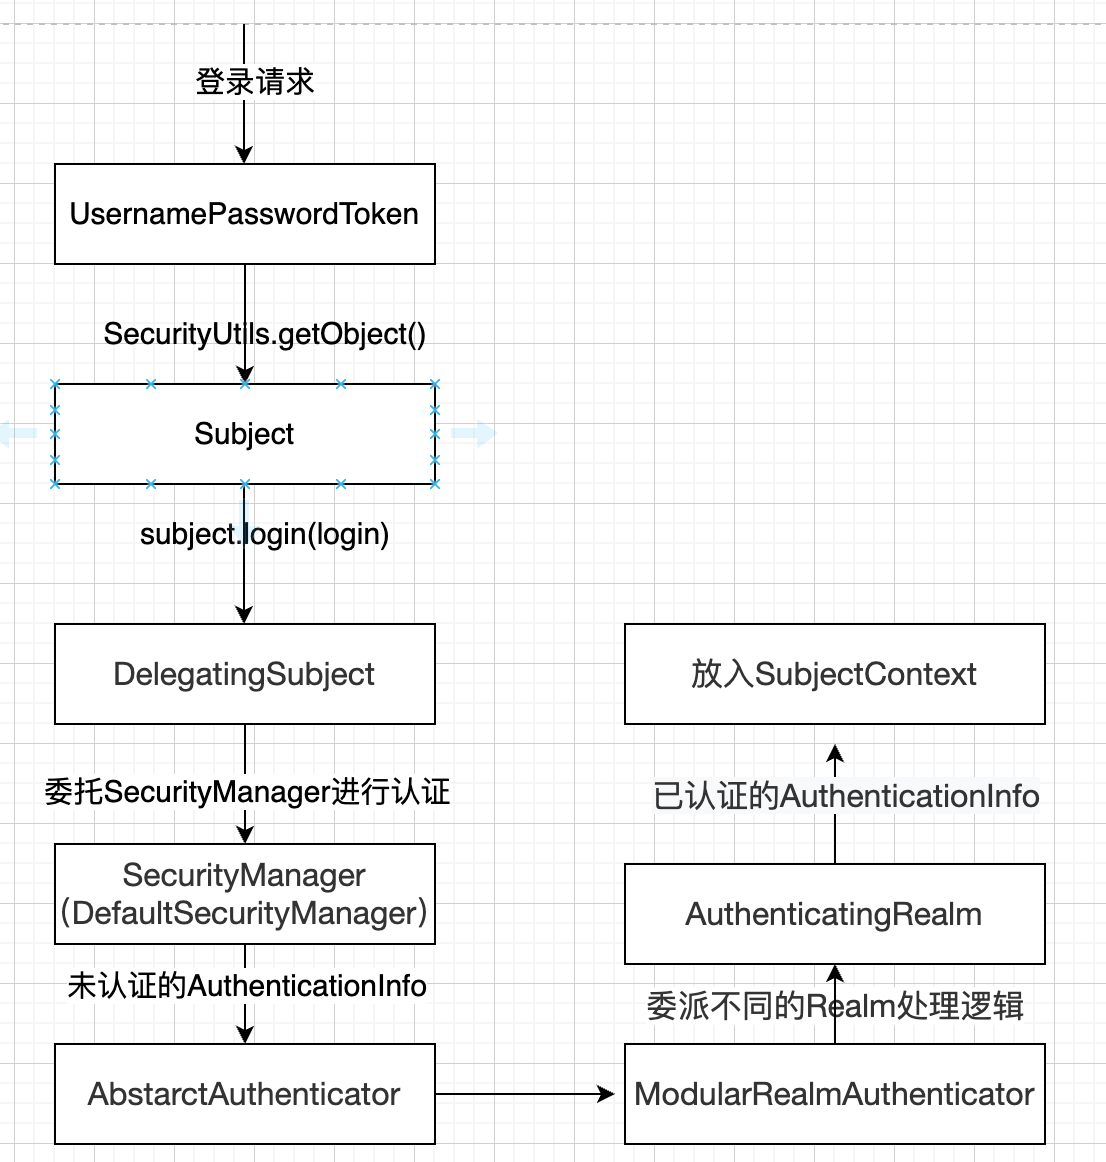 登录请求
UsernamePasswordToken
SecurityUtils.getObject()
Subject
subject.login(login)
DelegatingSubject
委托SecurityManager进行认证
SecurityManager
（DefaultSecurityManager）
未认证的AuthenticationInfo
AbstarctAuthenticator
ModularRealmAuthenticator
委派不同的Realm处理逻辑
AuthenticatingRealm
已认证的AuthenticationInfo
放入SubjectContext